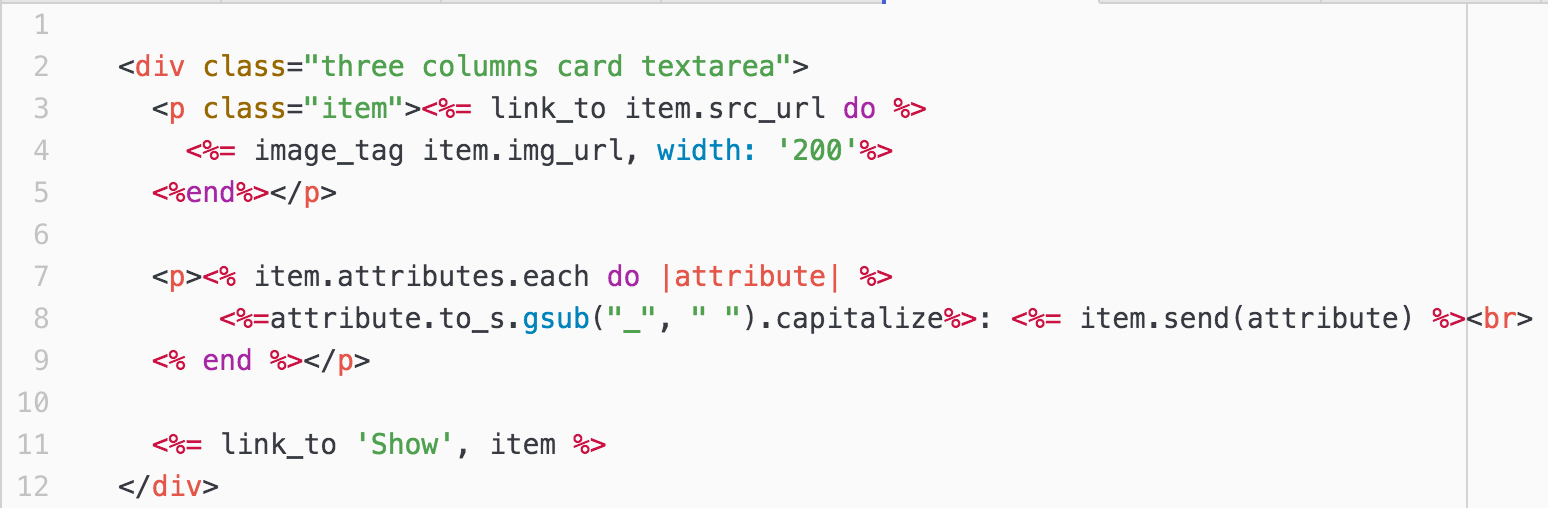 1
2 <div class="three columns card textarea">
3 <p class="item"><%= link_to item.src_url do %>
4 <%= image_tag item.img_url, width: '200'%>
5 <%end%></p>
6
7 <p><% item.attributes.each do |attribute| %>
8 <%=attribute.to_s.gsub("_", " ").capitalize%>: <%= item.send(attribute) %><br>
9 <% end %></p>
10
11 <%= link_to 'Show', item %>
12 </div>